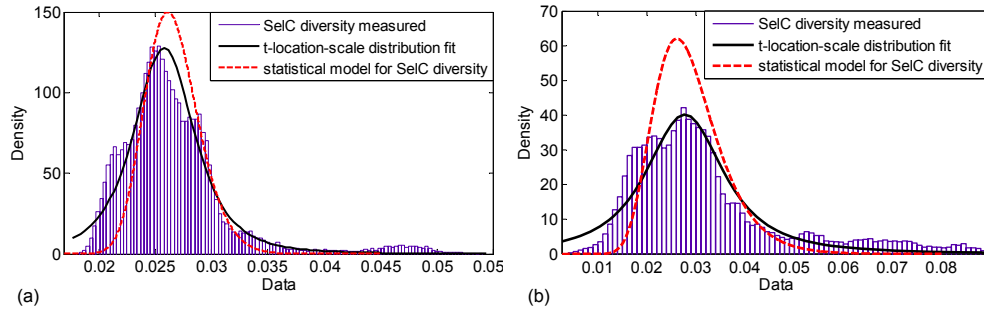 150
100
50
0
Density
SelC diversity measured
t-location-scale distribution fit
statistical model for SelC diversity
0.02 0.025 0.03 0.035 0.04 0.045 0.05 0.05
Data
(a)
70
60
50
40
30
20
10
0
Density
SelC diversity measured
t-location-scale distribution fit
statistical model for SelC diversity
0.01 0.02 0.03 0.04 0.05 0.06 0.07 0.08
Data
(b)